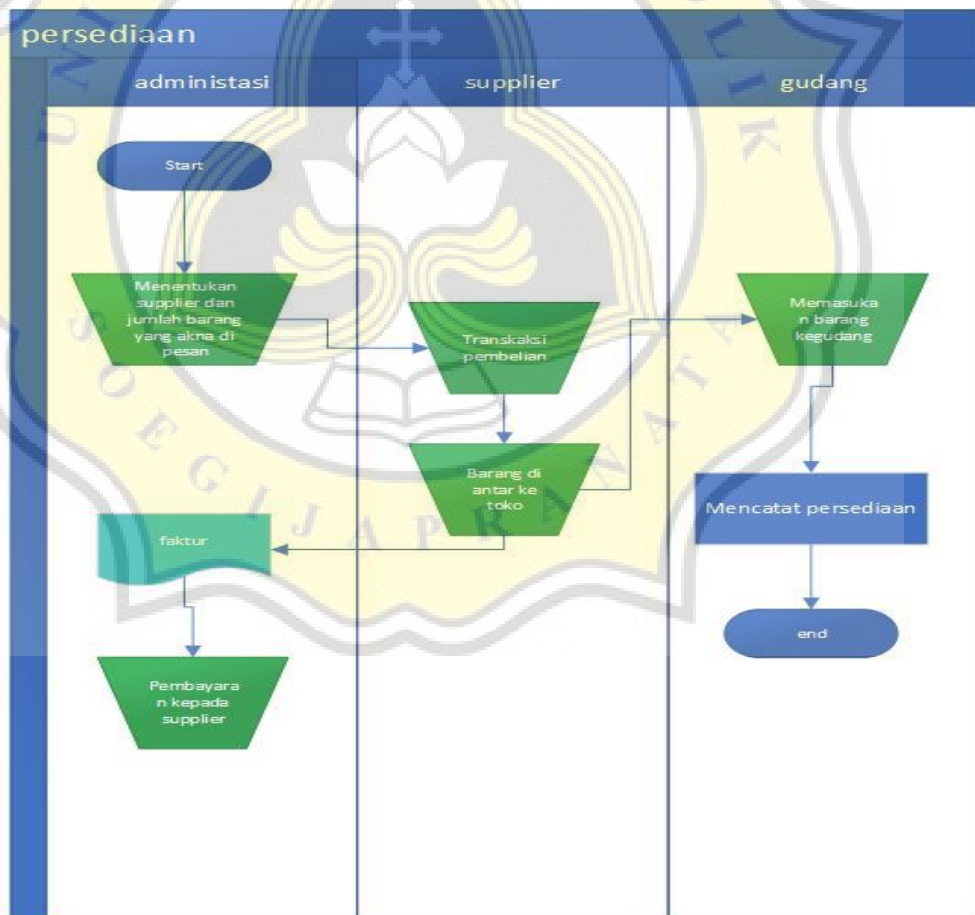 persediaan
administasi
supplier
gudang
Start
Menentukan
supplier dan
jumlah barang
yang akna di
pesan
Transkaksi
pembelian
Memasuka
n barang
kegudang
Barang di
antar ke
toko
Mencatat persediaan
faktur
end
Pembayara
n kepada
supplier
SOEGIJAPRANATA